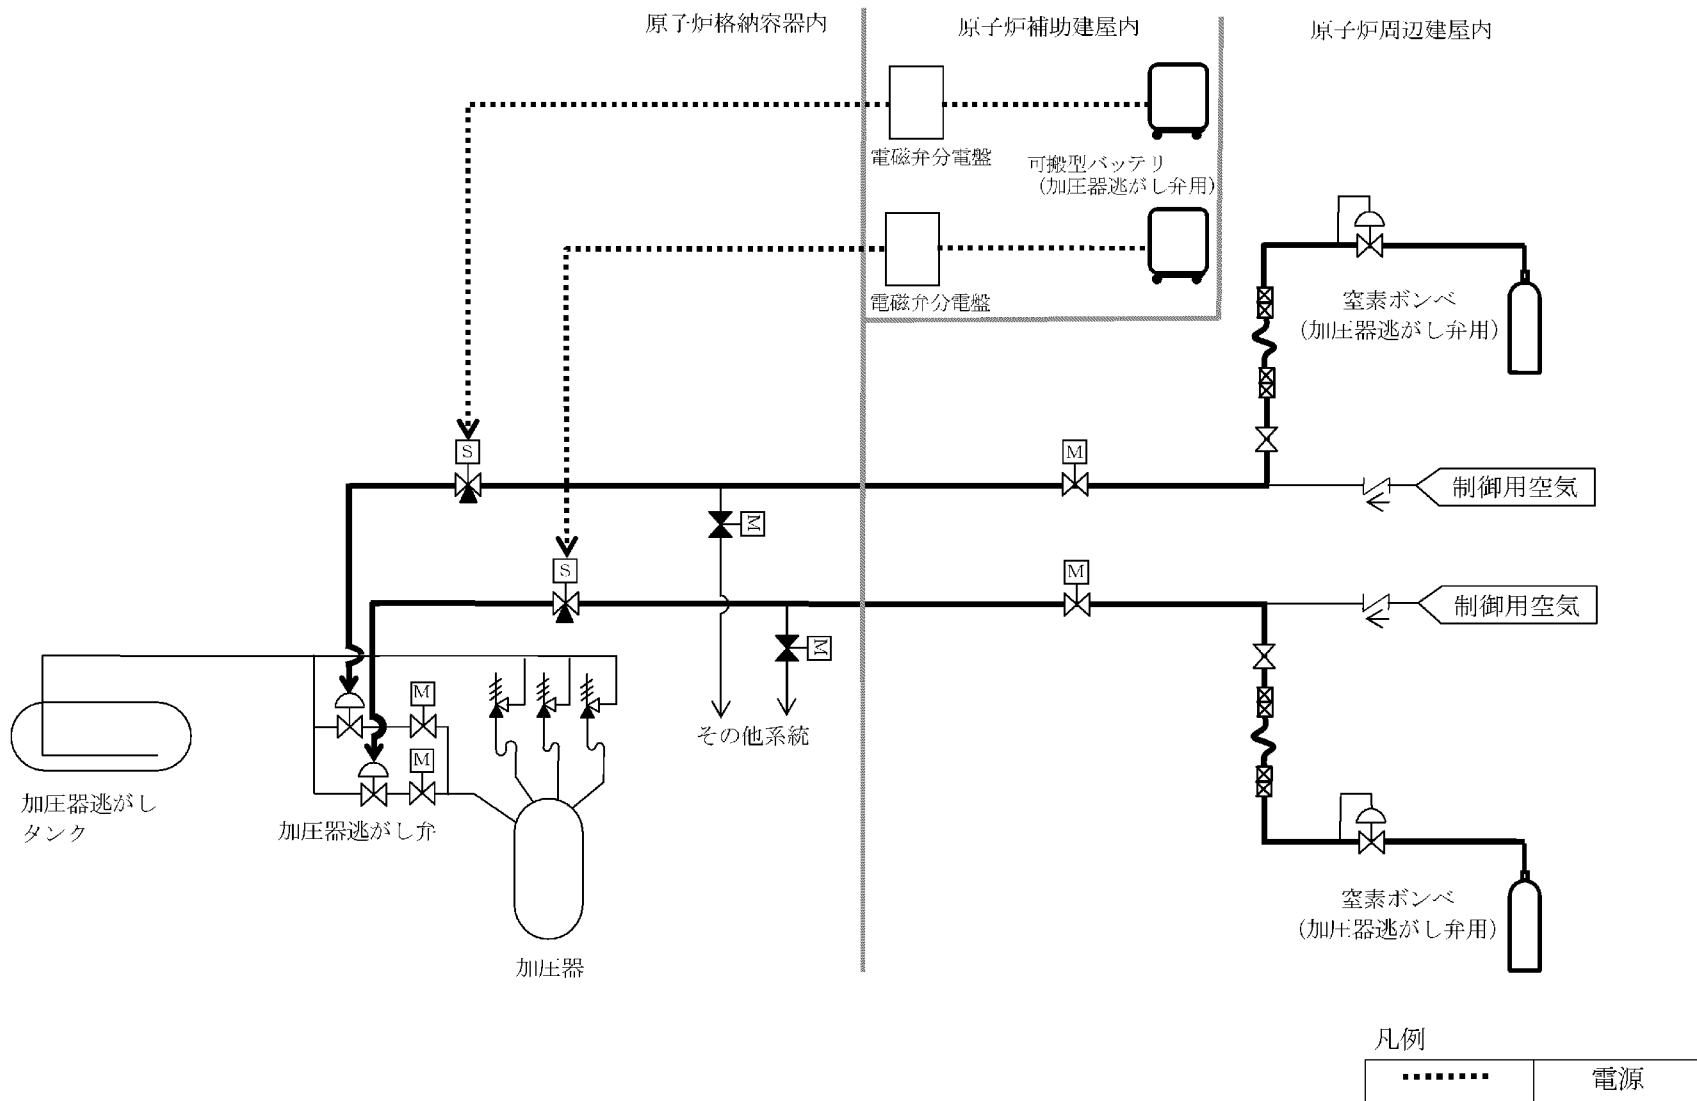 原子炉格納容器内
原子炉補助建屋内
原子炉周辺建屋内
電磁弁分電盤
可搬型バッテリ
（加圧器逃がし弁用）
電磁弁分電盤
窒素ボンベ
（加圧器逃がし弁用）
S
M
制御用空気
M
S
M
制御用空気
M
M
M
その他系統
加圧器逃がし
タンク
加圧器逃がし弁
加圧器
窒素ボンベ
（加圧器逃がし弁用）
凡例
電源